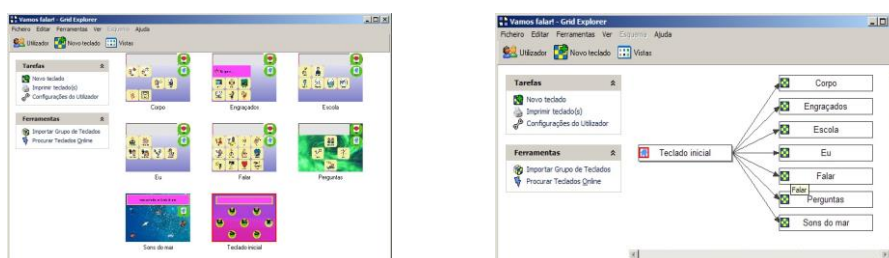 Vamos falar! - Grid Explorer
Ficheiro Editar Ferramentas Ver Esquema Ajuda
Utilizador Novo teclado Vistas
Tarefas
Novo teclado
Imprimir teclado(s)
Configurações do Utilizador
Ferramentas
Importar Grupo de Teclados
Procurar Teclados Online
Corpo
Engraçados
Escola
Eu
Falar
Perguntas
Sons do mar
Teclado inicial
Vamos falar! - Grid Explorer
Ficheiro Editar Ferramentas Ver Esquema Ajuda
Utilizador Novo teclado Vistas
Tarefas
Novo teclado
Imprimir teclado(s)
Configurações do Utilizador
Ferramentas
Importar Grupo de Teclados
Procurar Teclados Online
Teclado inicial
Corpo
Engraçados
Escola
Eu
Falar
Falar
Perguntas
Sons do mar